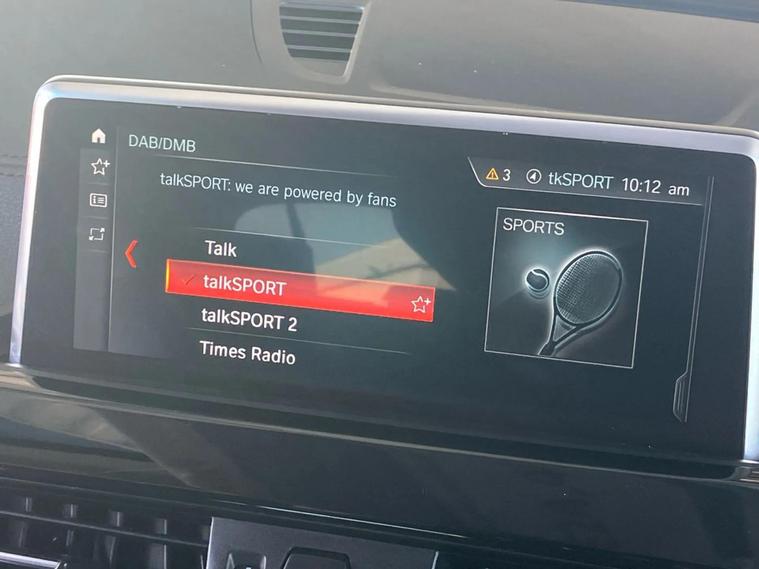 DAB/DMB
talkSPORT: we are powered by fans
3 tkSPORT 10:12 am
SPORTS
Talk
talkSPORT
talkSPORT 2
Times Radio